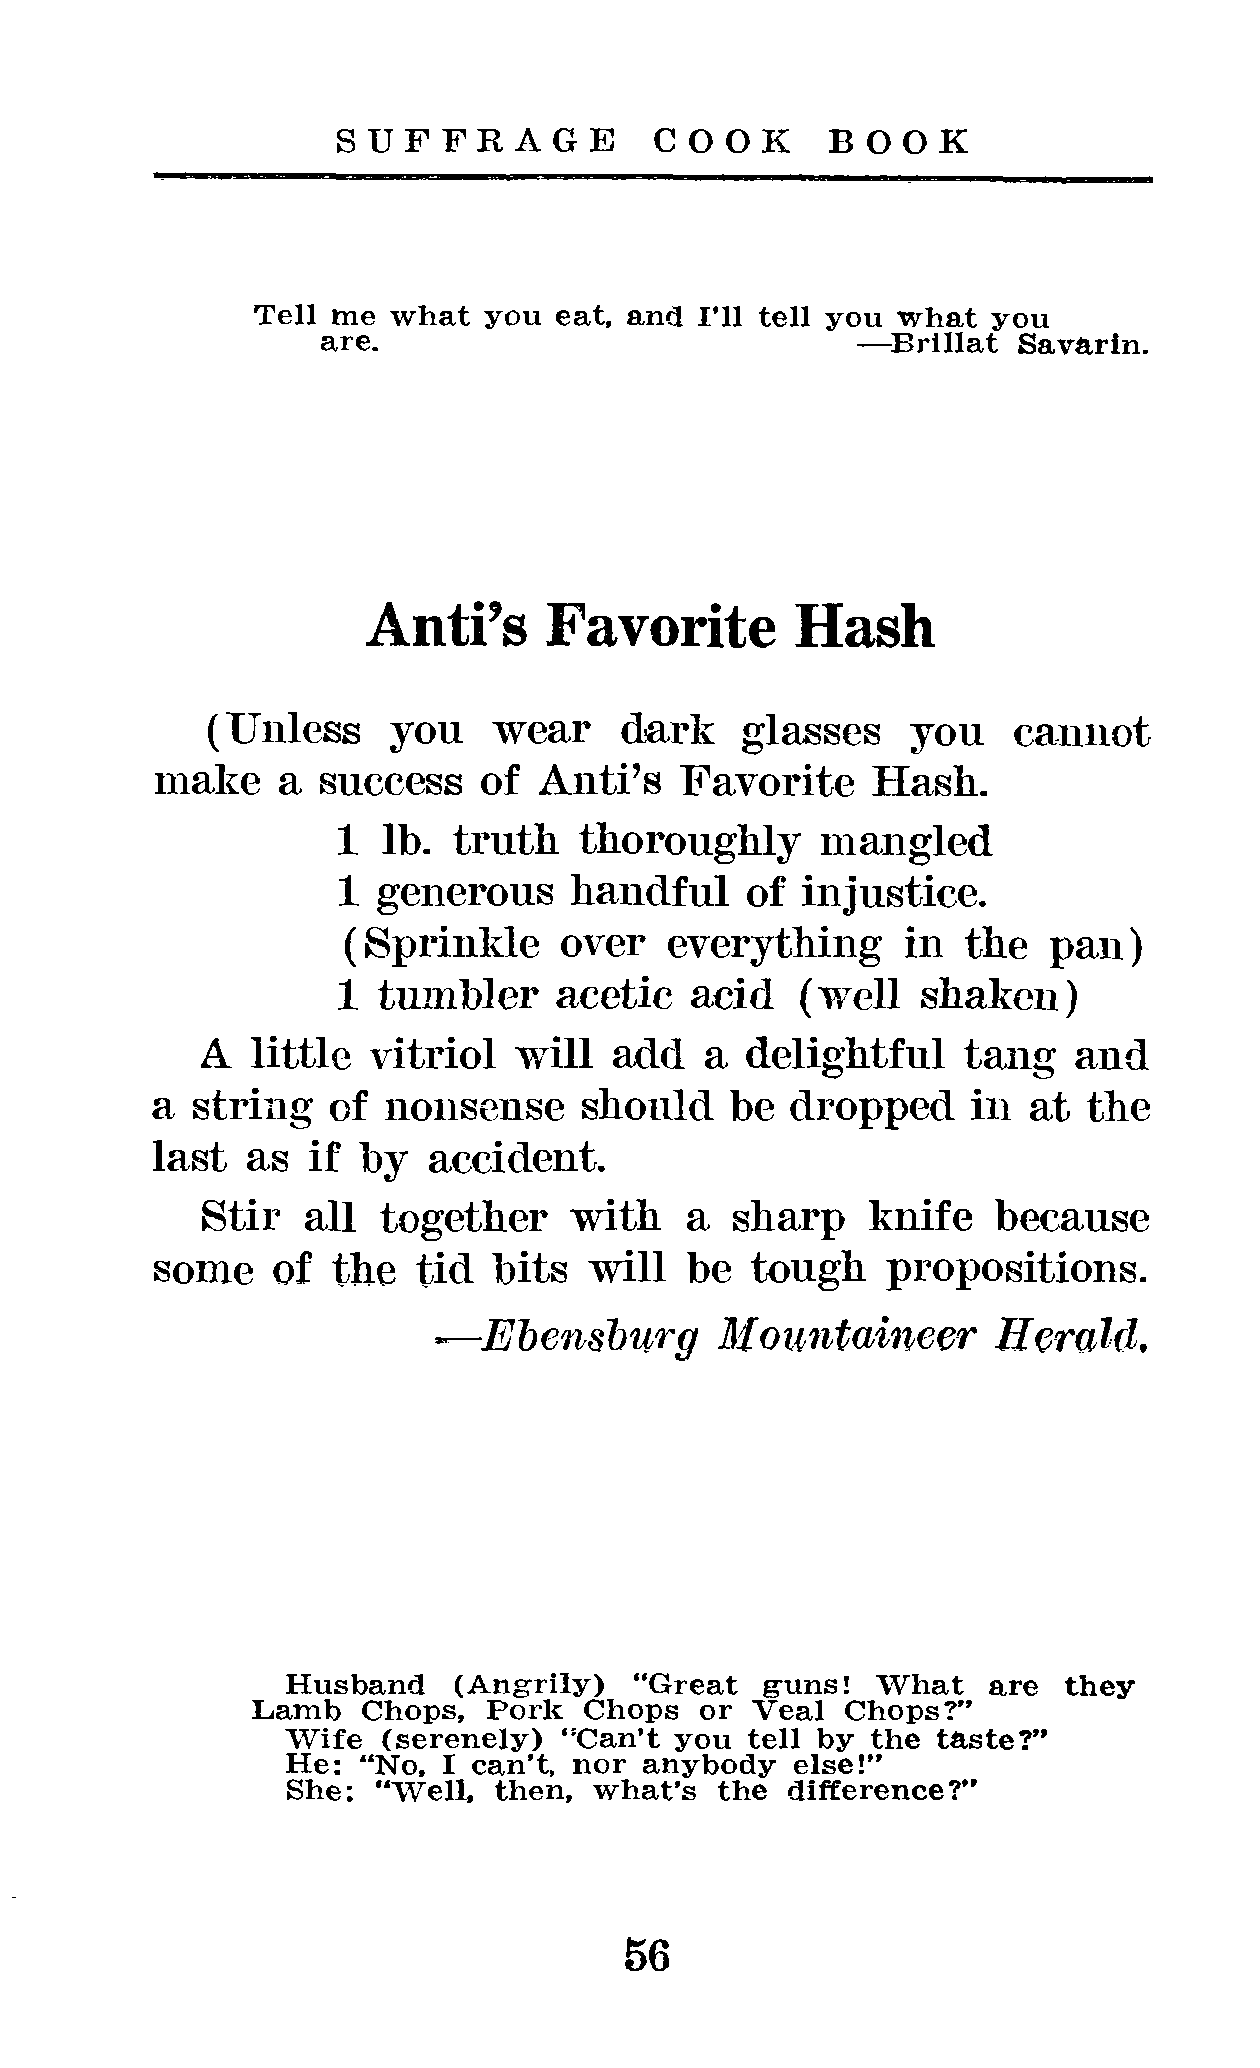 SUFFRAGE COOK BOOK
Tell me what you eat, and I'll tell you what you
are. —Brillat Savarin.
Anti's Favorite Hash
(Unless you wear dark glasses you cannot
make a success of Anti's Favorite Hash.
1 lb. truth thoroughly mangled
1 generous handful of injustice.
(Sprinkle over everything in the pan)
1 tumbler acetic acid (well shaken)
A little vitriol will add a delightful tang and
a string of nonsense should be dropped in at the
last as if by accident.
Stir all together with a sharp knife because
some of the tid bits will be tough propositions.
—Ebensburg Mountaineer Herald.
Husband (Angrily) "Great guns! What are they
Lamb Chops, Pork Chops or Veal Chops?"
Wife (serenely) "Can't you tell by the taste?"
He: "No, I can't, nor anybody else!"
She: "Well, then, what's the difference?"
56